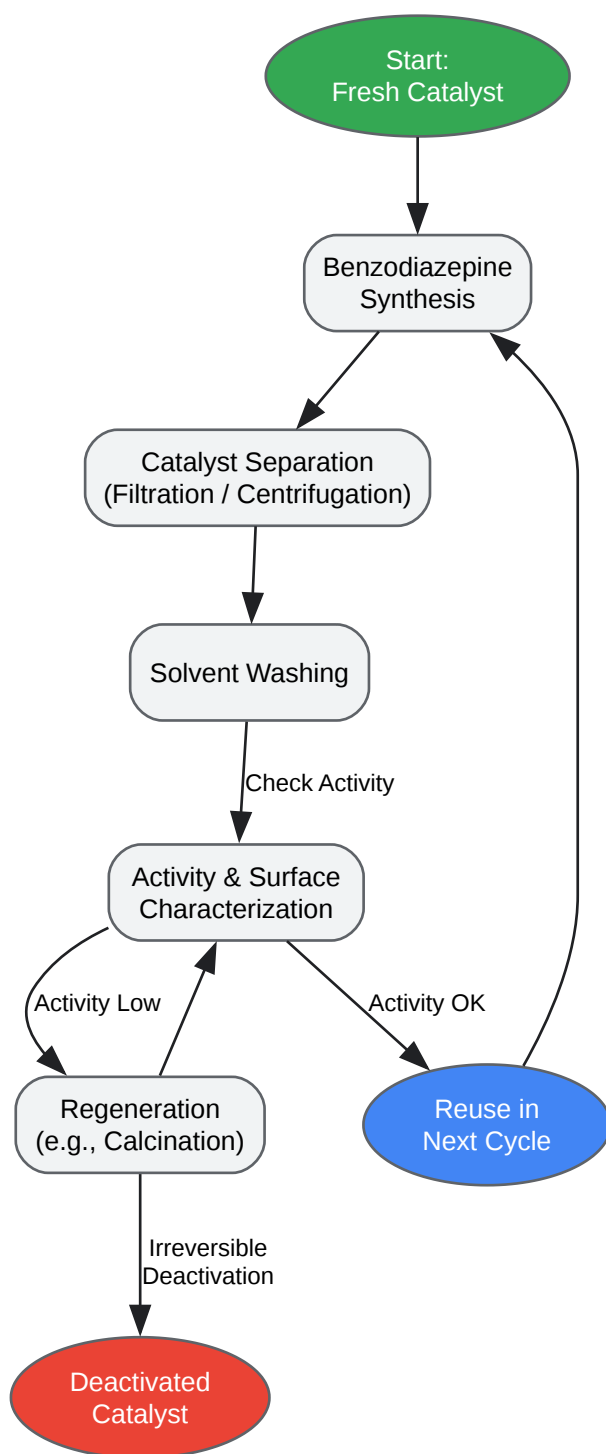 Start:
Fresh Catalyst
Benzodiazepine
Synthesis
Catalyst Separation
(Filtration / Centrifugation)
Solvent Washing
Check Activity
Activity & Surface
Characterization
Activity Low
Activity OK
Regeneration
(e.g., Calcination)
Reuse in
Next Cycle
Irreversible
Deactivation
Deactivated
Catalyst